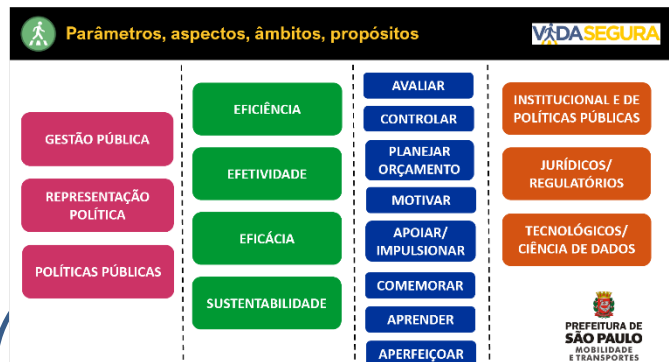 Parâmetros, aspectos, âmbitos, propósitos
VIDASEGURA
GESTÃO PÚBLICA
REPRESENTAÇÃO
POLÍTICA
POLÍTICAS PÚBLICAS
EFICIÊNCIA
EFETIVIDADE
EFICÁCIA
SUSTENTABILIDADE
AVALIAR
CONTROLAR
PLANEJAR
ORÇAMENTO
MOTIVAR
APOIAR/
IMPULSIONAR
COMEMORAR
APRENDER
APERFEIÇOAR
INSTITUCIONAL E DE
POLÍTICAS PÚBLICAS
JURÍDICOS/
REGULATÓRIOS
TECNOLÓGICOS/
CIÊNCIA DE DADOS
PREFEITURA DE
SÃO PAULO
MOBILIDADE
E TRANSPORTES